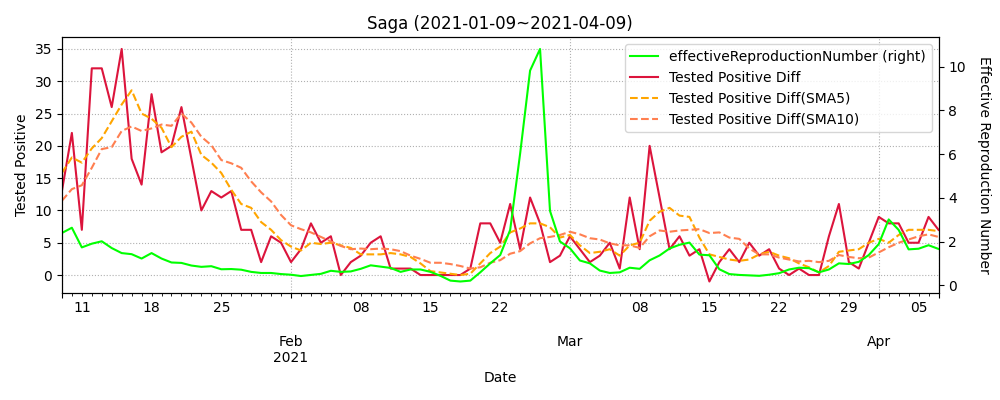 Saga (2021-01-09~2021-04-09)
effectiveReproductionNumber (right)
Tested Positive Diff
Tested Positive Diff(SMA5)
Tested Positive Diff(SMA10)
Tested Positive
35
30
25
20
15
10
5
0
Effective Reproduction Number
10
8
6
4
2
0
11 18 25 08 15 22 08 15 22 29 05
Feb Mar Apr
2021
Date